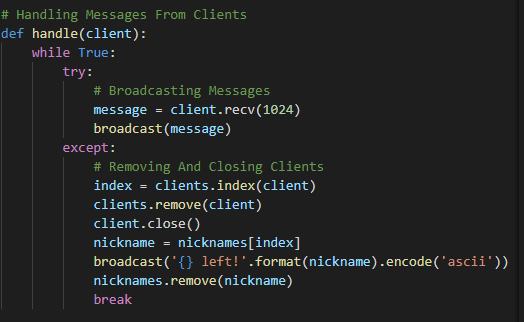 # Handling Messages From Clients
def handle(client):
    while True:
        try:
            # Broadcasting Messages
            message = client.recv(1024)
            broadcast(message)
        except:
            # Removing And Closing Clients
            index = clients.index(client)
            clients.remove(client)
            client.close()
            nickname = nicknames[index]
            broadcast('{} left!'.format(nickname).encode('ascii'))
            nicknames.remove(nickname)
            break